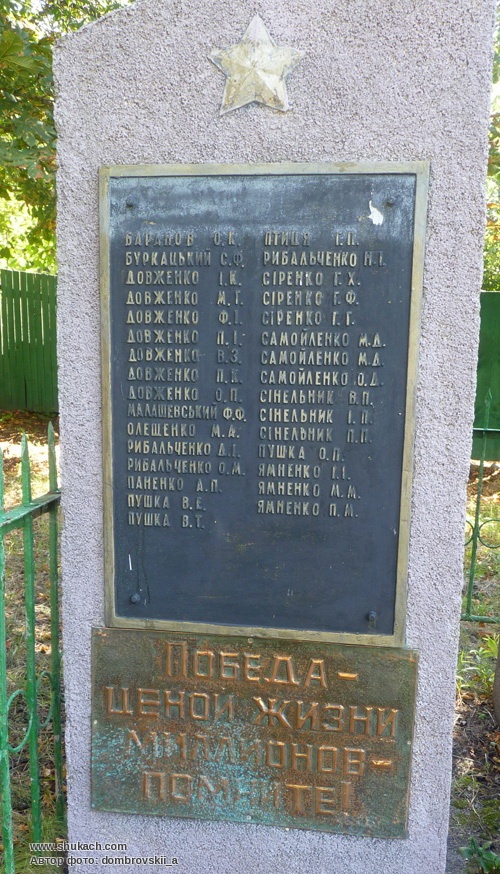 БАРАНОВ О.К.
БУРКАЦЬКИЙ С.Ф.
ДОВЖЕНКО І.К.
ДОВЖЕНКО М.Т.
ДОВЖЕНКО Ф.І.
ДОВЖЕНКО П.І.
ДОВЖЕНКО В.З.
ДОВЖЕНКО П.К.
ДОВЖЕНКО О.П.
МАЛАШЕВСЬКИЙ Ф.Ф.
ОЛЕЩЕНКО М.А.
РИБАЛЬЧЕНКО Д.І.
РИБАЛЬЧЕНКО О.М.
ПАНЕНКО А.П.
ПУШКА В.Е.
ПУШКА В.Т.
ПТИЦЯ І.П.
РИБАЛЬЧЕНКО Н.І.
СІРЕНКО Г.Х.
СІРЕНКО Г.Ф.
СІРЕНКО Г.Г.
САМОЙЛЕНКО М.Д.
САМОЙЛЕНКО М.Д.
САМОЙЛЕНКО О.Д.
СІНЕЛЬНИК В.П.
СІНЕЛЬНИК І.П.
СІНЕЛЬНИК П.П.
ПУШКА О.П.
ЯМНЕНКО І.І.
ЯМНЕНКО М.М.
ЯМНЕНКО П.М.
ПОБЕДА –
ЦЕНОЙ ЖИЗНИ
МИЛЛИОНОВ –
ПОМНИТЕ!
www.shukach.com
Автор фото: dombrovskii_a